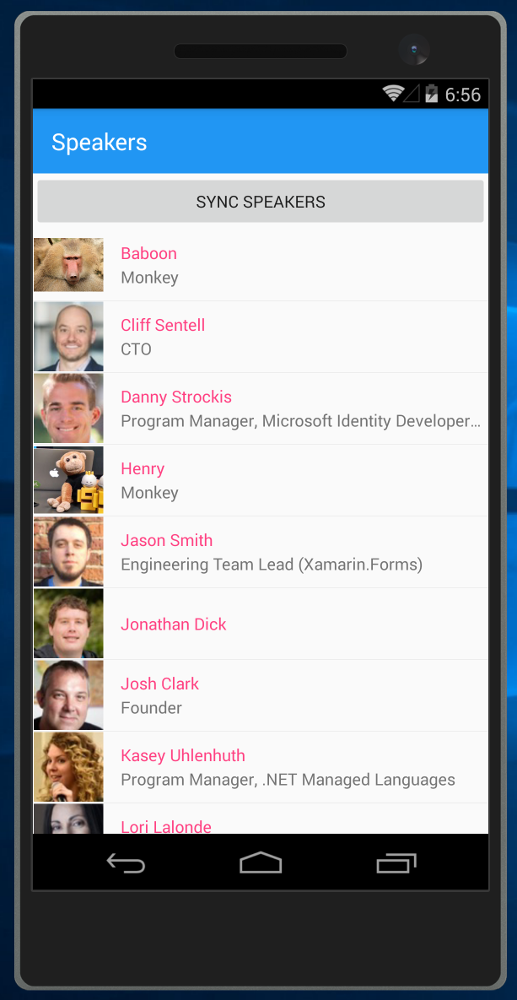 6:56
Speakers
SYNC SPEAKERS
Baboon
Monkey
Cliff Sentell
CTO
Danny Strockis
Program Manager, Microsoft Identity Developer...
Henry
Monkey
Jason Smith
Engineering Team Lead (Xamarin.Forms)
Jonathan Dick
Josh Clark
Founder
Kasey Uhlenhuth
Program Manager, .NET Managed Languages
Lori Lalonde